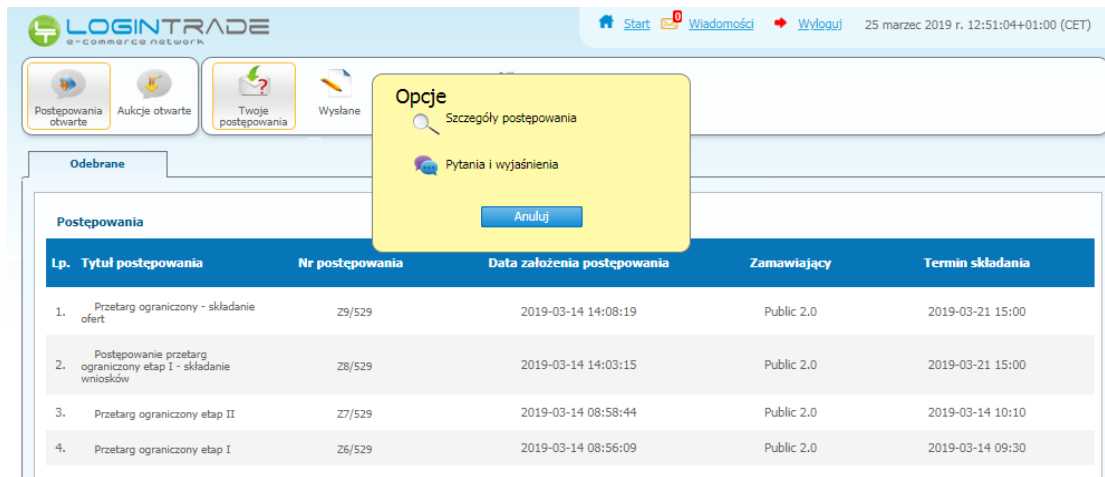 LOGINTRADE
e-commerce network
Start 0 Wiadomości Wyloguj 25 marzec 2019 r. 12:51:04+01:00 (CET)
Postępowania otwarte
Aukcje otwarte
Twoje postępowania
Wysłane
Opcje
Szczegóły postępowania
Pytania i wyjaśnienia
Anuluj
Odebrane
Postępowania
Lp. Tytuł postępowania Nr postępowania Data założenia postępowania Zamawiający Termin składania
1. Przetarg ograniczony - składanie ofert Z9/529 2019-03-14 14:08:19 Public 2.0 2019-03-21 15:00
2. Postępowanie przetarg ograniczony etap I - składanie wniosków Z8/529 2019-03-14 14:03:15 Public 2.0 2019-03-21 15:00
3. Przetarg ograniczony etap II Z7/529 2019-03-14 08:58:44 Public 2.0 2019-03-14 10:10
4. Przetarg ograniczony etap I Z6/529 2019-03-14 08:56:09 Public 2.0 2019-03-14 09:30